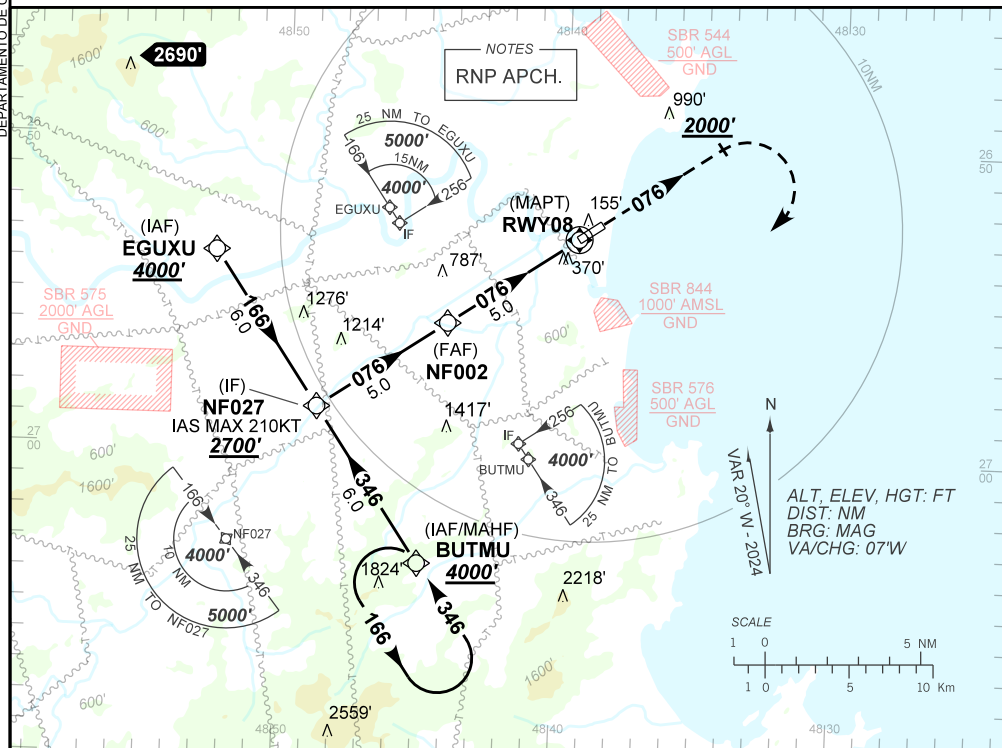 DEPARTAMENTO DE
48 50
48 40
48 30
1600'
2690'
NOTES
RNP APCH.
SBR 544
500' AGL
GND
10NM
990'
2000'
600'
26 50
26 50
25 NM TO EGUXU
5000'
15NM
4000'
166
256
EGUXU
IF
(IAF)
EGUXU
4000'
(MAPT)
RWY08
155'
076
370'
787'
SBR 575
2000' AGL
GND
1276'
1214'
166
6.0
076
5.0
SBR 844
1000' AMSL
GND
600'
(FAF)
NF002
076
5.0
(IF)
NF027
IAS MAX 210KT
2700'
1417'
SBR 576
500' AGL
GND
27 00
27 00
600'
1600'
256
IF
BUTMU
4000'
346
25 NM TO BUTMU
N
VAR 20° W - 2024
ALT, ELEV, HGT: FT
DIST: NM
BRG: MAG
VA/CHG: 07'W
346
6.0
166
NF027
4000'
10 NM
346
5000'
25 NM TO NF027
(IAF/MAHF)
BUTMU
4000'
1824'
2218'
166
346
SCALE
1 0 5 NM
1 0 5 10 Km
1600'
600'
2559'
48 50
48 40
48 30